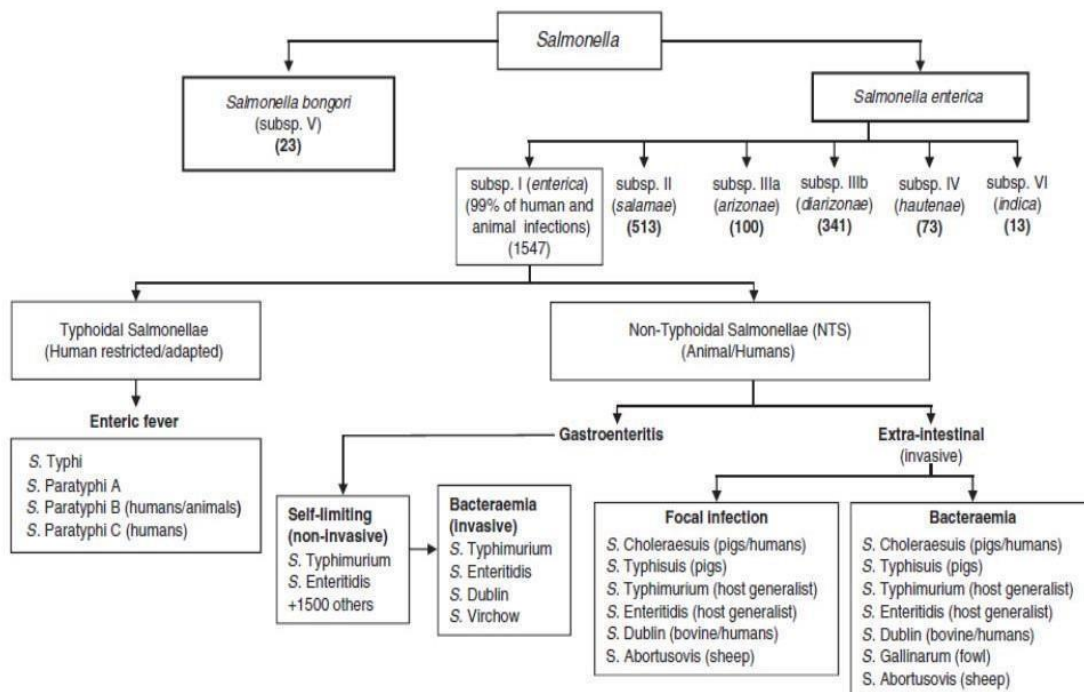 Salmonella
Salmonella bongori
(subsp. V)
(23)
Salmonella enterica
subsp. I (enterica)
(99% of human and
animal infections)
(1547)
subsp. II
(salamae)
(513)
subsp. IIIa
(arizonae)
(100)
subsp. IIIb
(diarizonae)
(341)
subsp. IV
(hautenae)
(73)
subsp. VI
(indica)
(13)
Typhoidal Salmonellae
(Human restricted/adapted)
Non-Typhoidal Salmonellae (NTS)
(Animal/Humans)
Enteric fever
S. Typhi
S. Paratyphi A
S. Paratyphi B (humans/animals)
S. Paratyphi C (humans)
Gastroenteritis
Extra-intestinal
(invasive)
Self-limiting
(non-invasive)
S. Typhimurium
S. Enteritidis
+1500 others
Bacteraemia
(invasive)
S. Typhimurium
S. Enteritidis
S. Dublin
S. Virchow
Focal infection
S. Choleraesuis (pigs/humans)
S. Typhisuis (pigs)
S. Typhimurium (host generalist)
S. Enteritidis (host generalist)
S. Dublin (bovine/humans)
S. Abortusovis (sheep)
Bacteraemia
S. Choleraesuis (pigs/humans)
S. Typhisuis (pigs)
S. Typhimurium (host generalist)
S. Enteritidis (host generalist)
S. Dublin (bovine/humans)
S. Gallinarum (fowl)
S. Abortusovis (sheep)